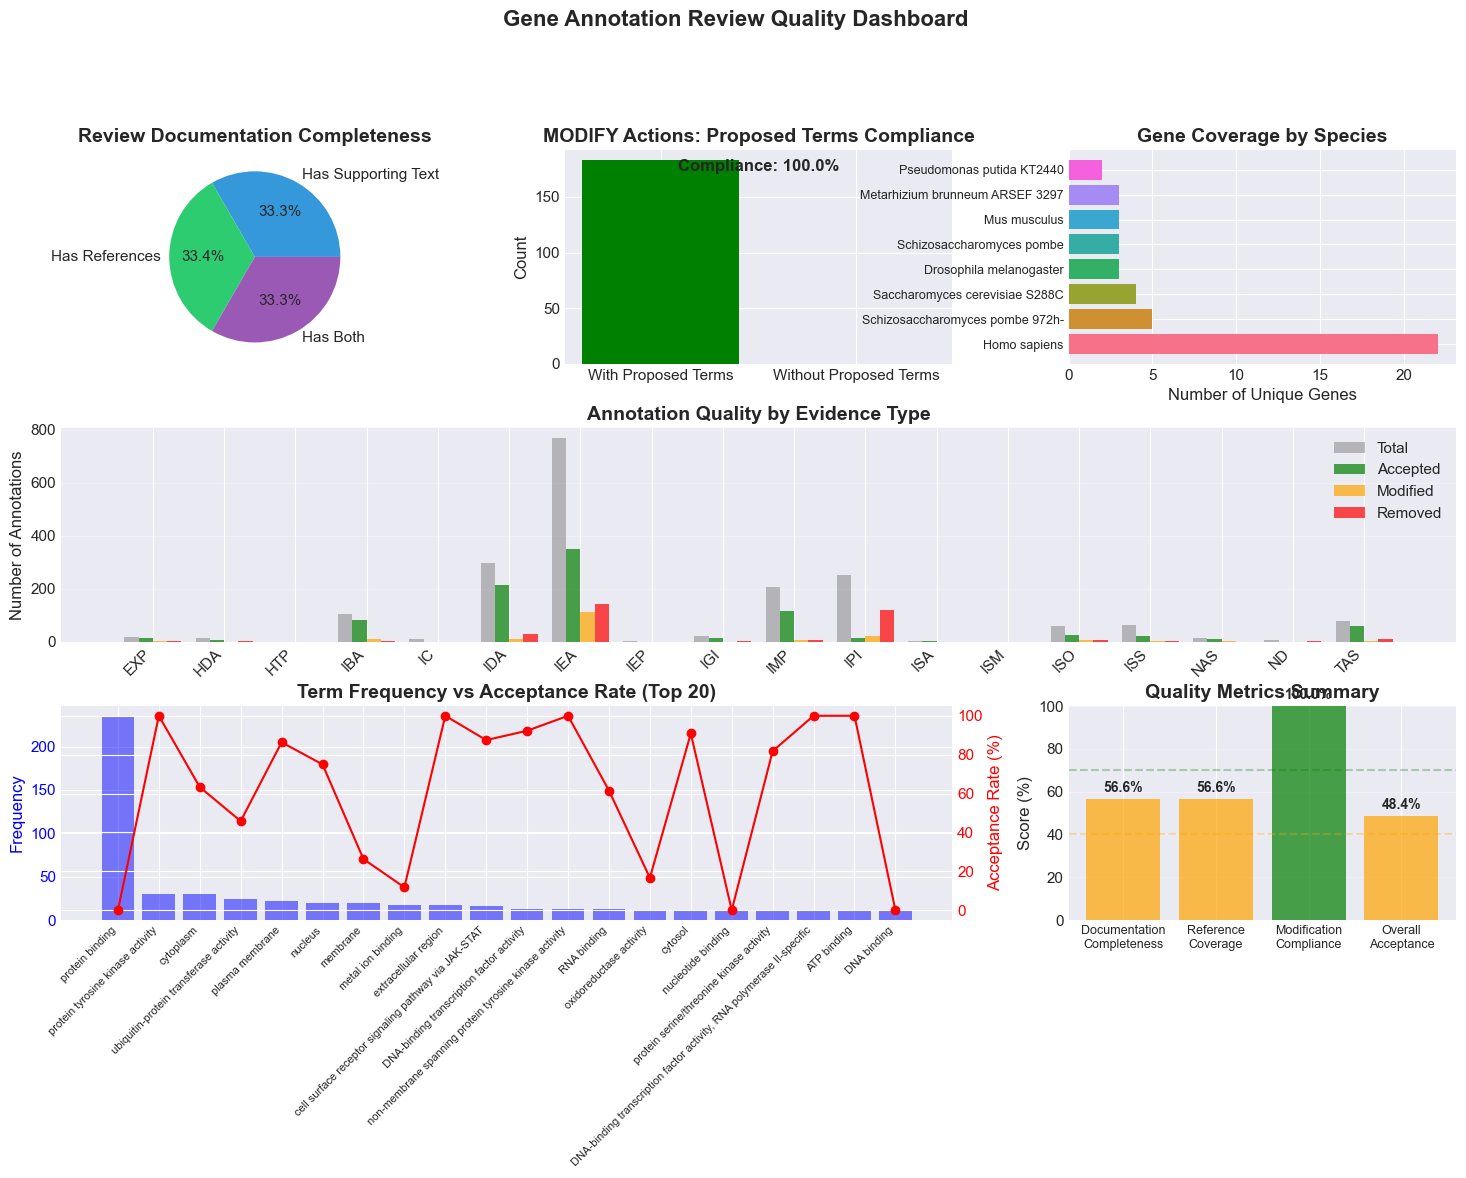 Gene Annotation Review Quality Dashboard
Review Documentation Completeness
Has Supporting Text
33.3%
Has References
33.4%
33.3%
Has Both
MODIFY Actions: Proposed Terms Compliance
Compliance: 100.0%
Count
150
100
50
0
With Proposed Terms
Without Proposed Terms
Gene Coverage by Species
Pseudomonas putida KT2440
Metarhizium brunneum ARSEF 3297
Mus musculus
Schizosaccharomyces pombe
Drosophila melanogaster
Saccharomyces cerevisiae S288C
Schizosaccharomyces pombe 972h-
Homo sapiens
0 5 10 15 20
Number of Unique Genes
Annotation Quality by Evidence Type
Number of Annotations
800
600
400
200
0
Total
Accepted
Modified
Removed
EXP HDA HTP IBA IC IDA IEA IEP IGI IMP IPI ISA ISM ISO ISS NAS ND TAS
Term Frequency vs Acceptance Rate (Top 20)
Frequency
200
150
100
50
0
Acceptance Rate (%)
100
80
60
40
20
0
protein binding
protein tyrosine kinase activity
cytoplasm
ubiquitin-protein transferase activity
plasma membrane
nucleus
membrane
metal ion binding
extracellular region
cell surface receptor signaling pathway via JAK-STAT
DNA-binding transcription factor activity
non-membrane spanning protein tyrosine kinase activity
RNA binding
oxidoreductase activity
cytosol
nucleotide binding
protein serine/threonine kinase activity
DNA-binding transcription factor activity, RNA polymerase II-specific
ATP binding
DNA binding
Quality Metrics Summary
100.0%
Score (%)
100
80
60
40
20
0
56.6%
56.6%
48.4%
Documentation
Completeness
Reference
Coverage
Modification
Compliance
Overall
Acceptance